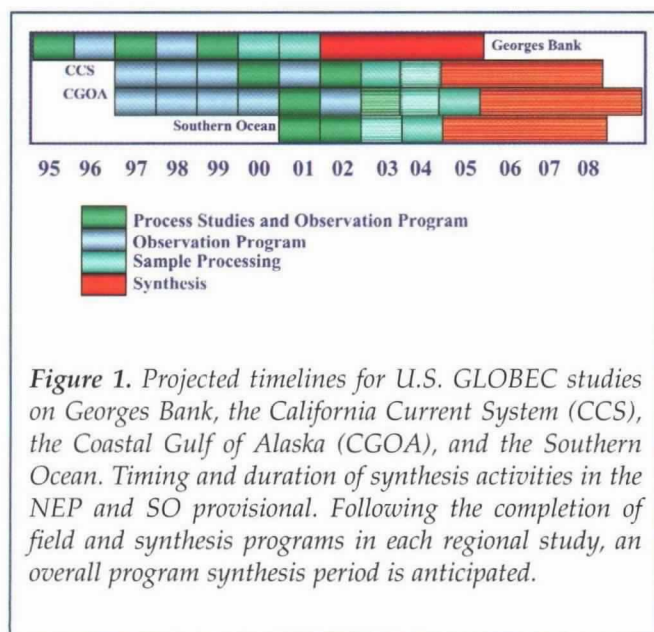 Georges Bank
CCS
CGOA
Southern Ocean
95 96 97 98 99 00 01 02 03 04 05 06 07 08
Process Studies and Observation Program
Observation Program
Sample Processing
Synthesis
Figure 1. Projected timelines for U.S. GLOBEC studies
on Georges Bank, the California Current System (CCS),
the Coastal Gulf of Alaska (CGOA), and the Southern
Ocean. Timing and duration of synthesis activities in the
NEP and SO provisional. Following the completion of
field and synthesis programs in each regional study, an
overall program synthesis period is anticipated.